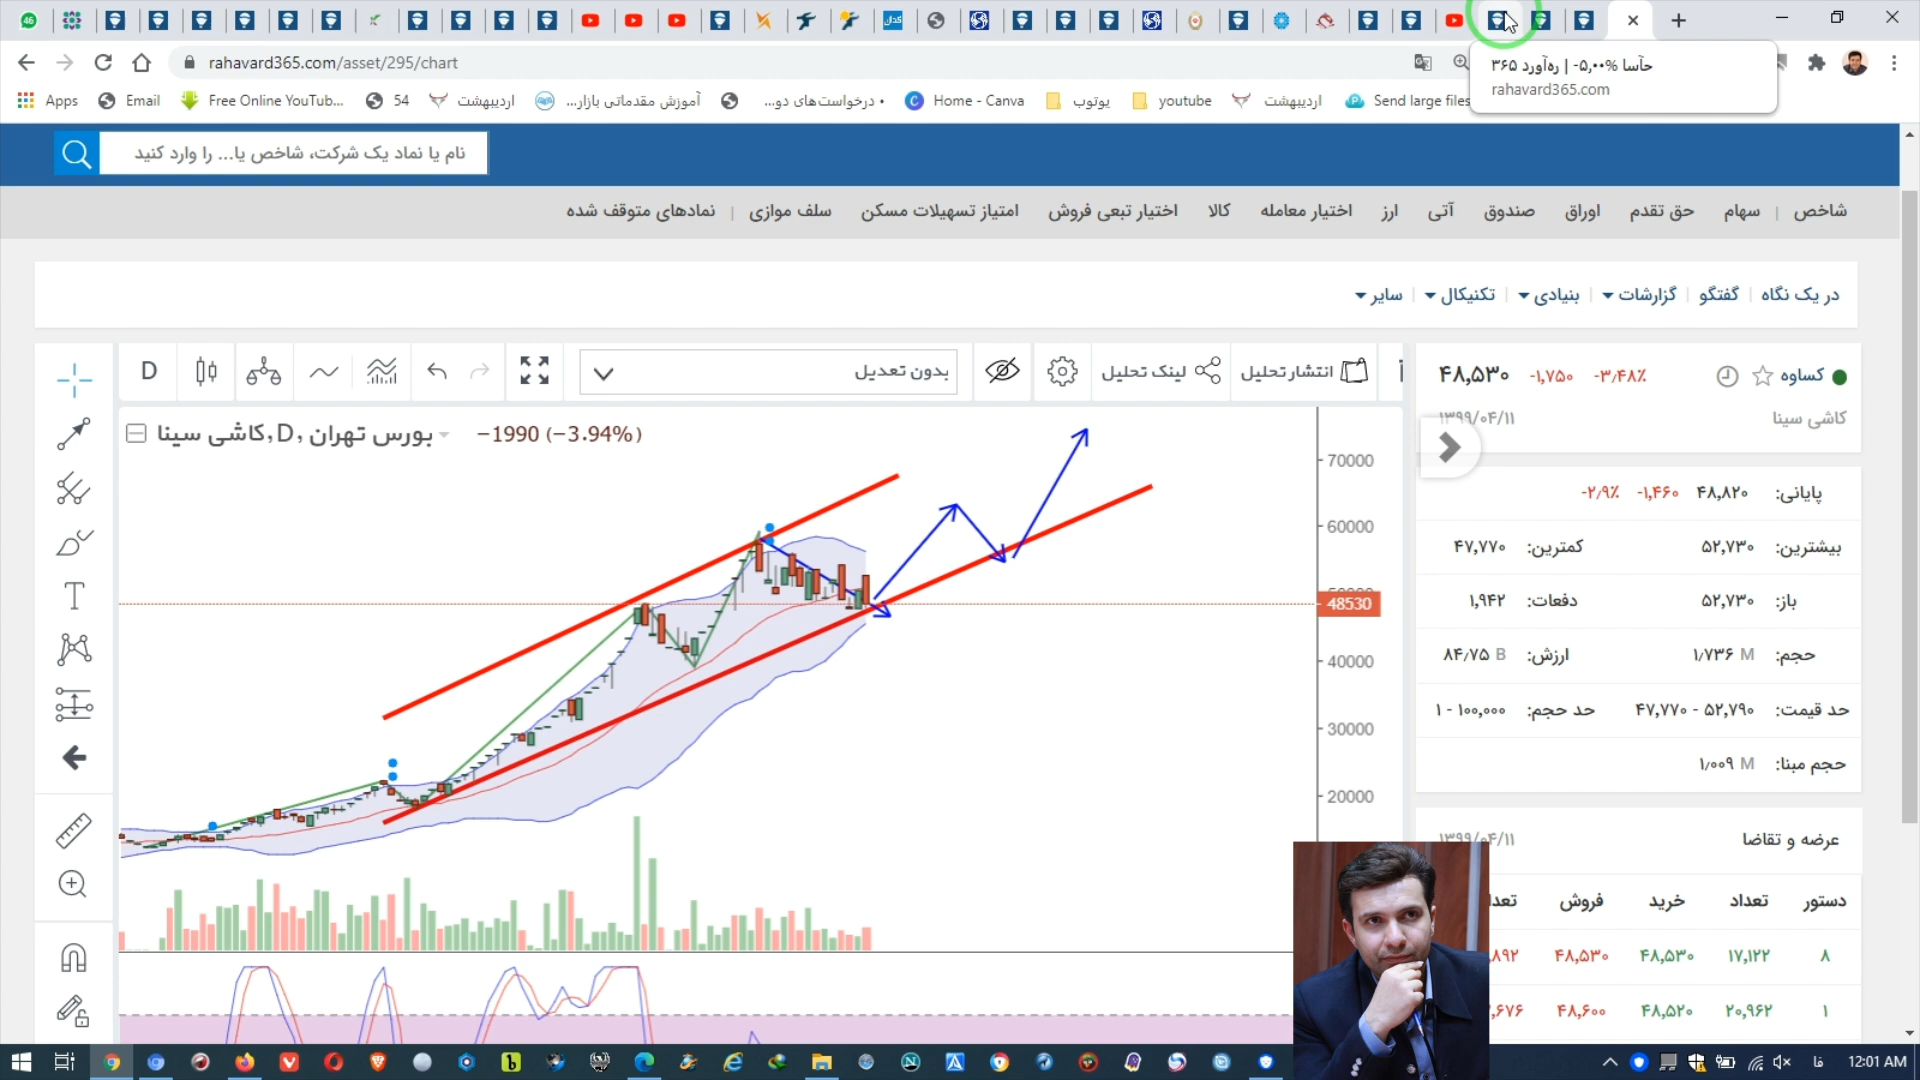 46
rahavard365.com/asset/295/chart
حآسا %۵٫۰۰- | ره‌آورد ۳۶۵
rahavard365.com
Apps
Email
Free Online YouTub...
54
اردیبهشت
آموزش مقدماتی بازار...
درخواست‌های دو...
Home - Canva
یوتوب
youtube
اردیبهشت
Send large files
نام یا نماد یک شرکت، شاخص یا... را وارد کنید
شاخص | سهام حق تقدم اوراق صندوق آتی ارز اختیار معامله کالا اختیار تبعی فروش امتیاز تسهیلات مسکن سلف موازی | نمادهای متوقف شده
در یک نگاه | گفتگو | گزارشات | بنیادی | تکنیکال | سایر
D
بدون تعدیل
لینک تحلیل
انتشار تحلیل
بورس تهران ,D,کاشی سینا
−1990 (−3.94%)
70000
60000
48530
40000
30000
20000
کساوه ۴۸,۵۳۰ -۱,۷۵۰ -۳٫۴۸٪
کاشی سینا ۱۳۹۹/۰۴/۱۱
پایانی: ۴۸,۸۲۰ -۱,۴۶۰ -۲٫۹٪
بیشترین: ۵۲,۷۳۰ کمترین: ۴۷,۷۷۰
باز: ۵۲,۷۳۰ دفعات: ۱,۹۴۲
حجم: ۱٫۷۳۶ M ارزش: ۸۴٫۷۵ B
حد قیمت: ۴۷,۷۷۰ - ۵۲,۷۹۰ حد حجم: ۱ - ۱۰۰,۰۰۰
حجم مبنا: ۱٫۰۰۹ M
عرضه و تقاضا ۱۳۹۹/۰۴/۱۱
دستور تعداد خرید فروش
۸ ۱۷,۱۲۲ ۴۸,۵۳۰ ۴۸,۵۳۰
۱ ۲۰,۹۶۲ ۴۸,۵۲۰ ۴۸,۶۰۰
فا
12:01 AM